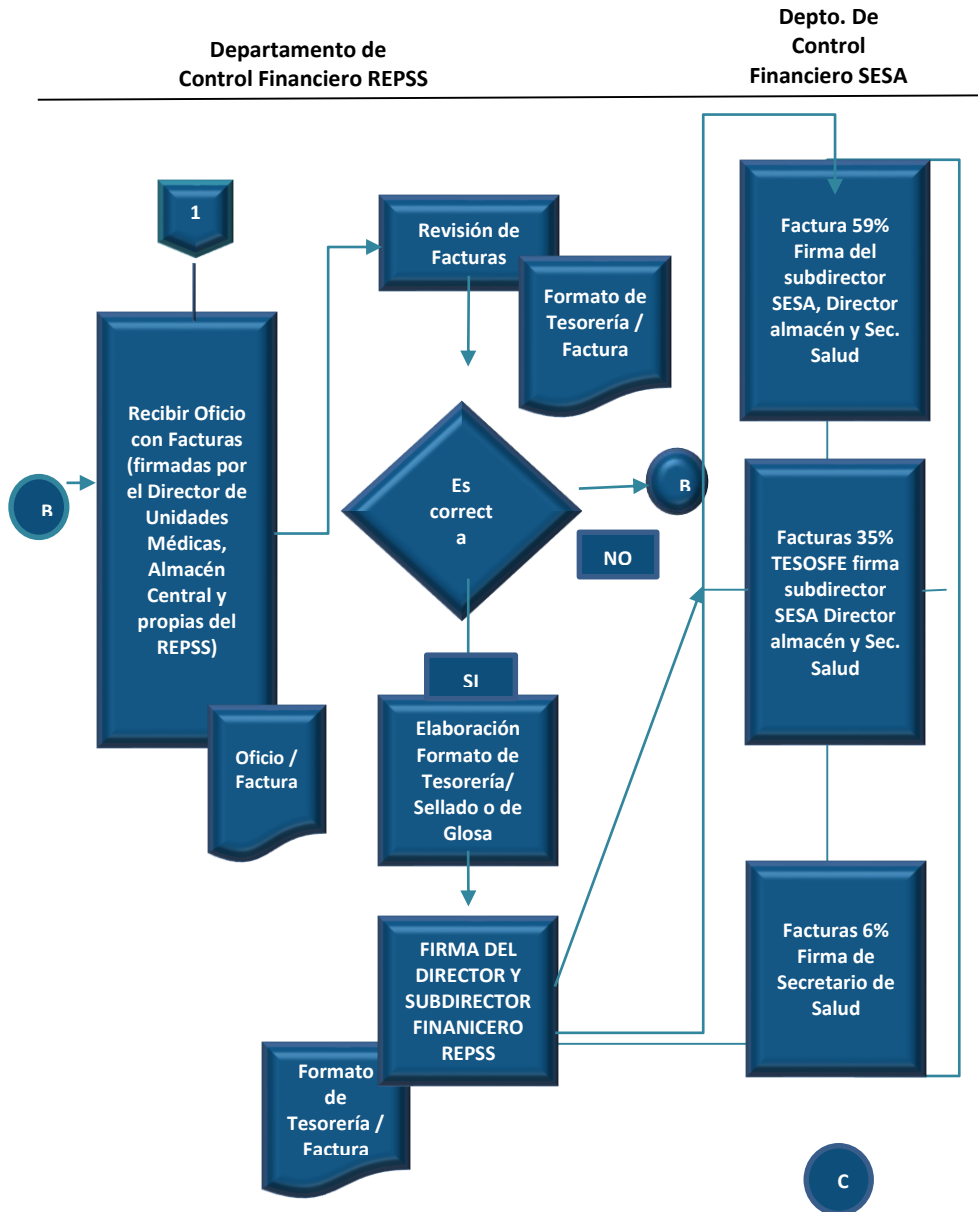 Departamento de
Control Financiero REPSS
Depto. De
Control
Financiero SESA
1
B
Recibir Oficio
con Facturas
(firmadas por
el Director de
Unidades
Médicas,
Almacén
Central y
propias del
REPSS)
Oficio /
Factura
Revisión de
Facturas
Formato de
Tesorería /
Factura
Es
correct
a
NO
B
SI
Elaboración
Formato de
Tesorería/
Sellado o de
Glosa
FIRMA DEL
DIRECTOR Y
SUBDIRECTOR
FINANICERO
REPSS
Formato
de
Tesorería /
Factura
Factura 59%
Firma del
subdirector
SESA, Director
almacén y Sec.
Salud
Facturas 35%
TESOSFE firma
subdirector
SESA Director
almacén y Sec.
Salud
Facturas 6%
Firma de
Secretario de
Salud
C